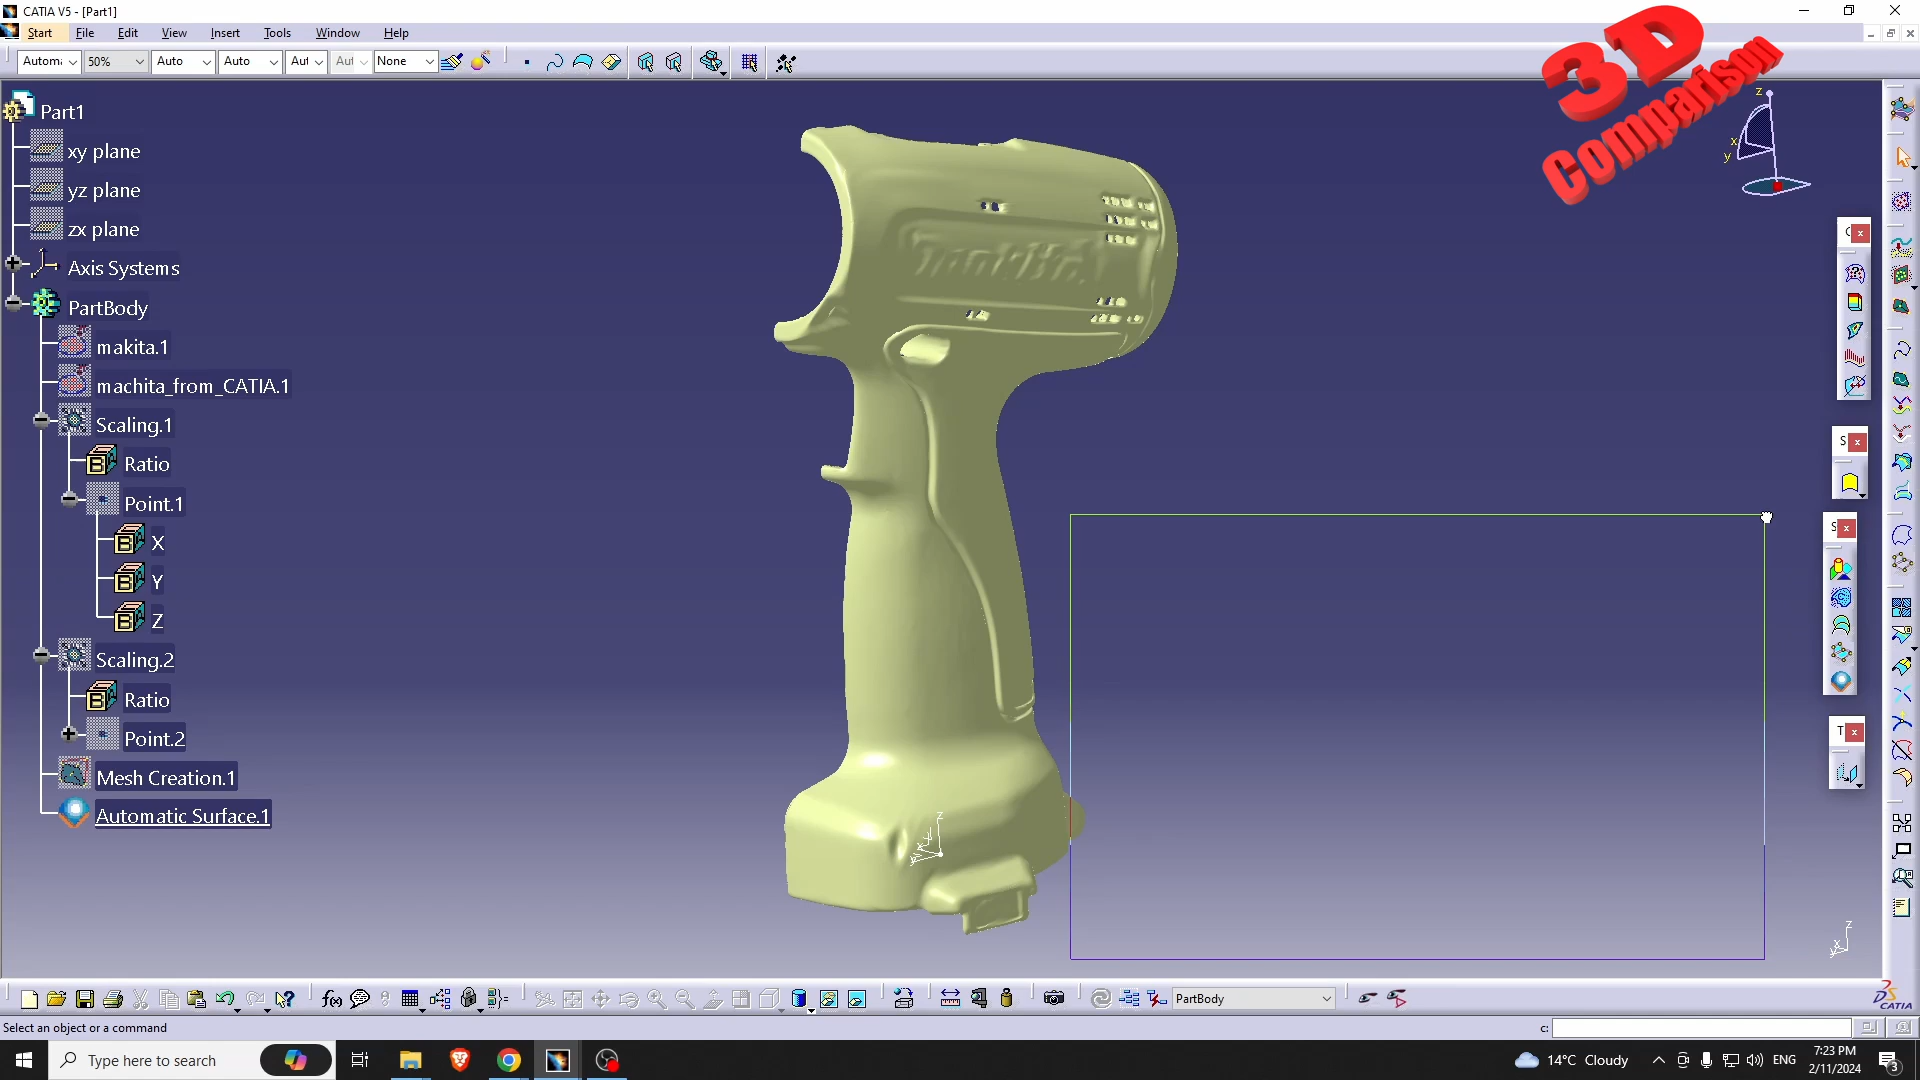 CATIA V5 - [Part1]
Start File Edit View Insert Tools Window Help
50% Auto Auto None
3D
Comparison
Part1
xy plane
yz plane
zx plane
Axis Systems
PartBody
makita.1
machita_from_CATIA.1
Scaling.1
Ratio
Point.1
X
Y
Z
Scaling.2
Ratio
Point.2
Mesh Creation.1
Automatic Surface.1
z
x
y
makita
z
x
z
x
y
S
S
T
f(x)
PartBody
CATIA
Select an object or a command
c:
Type here to search
14°C Cloudy
ENG
7:23 PM
2/11/2024
3